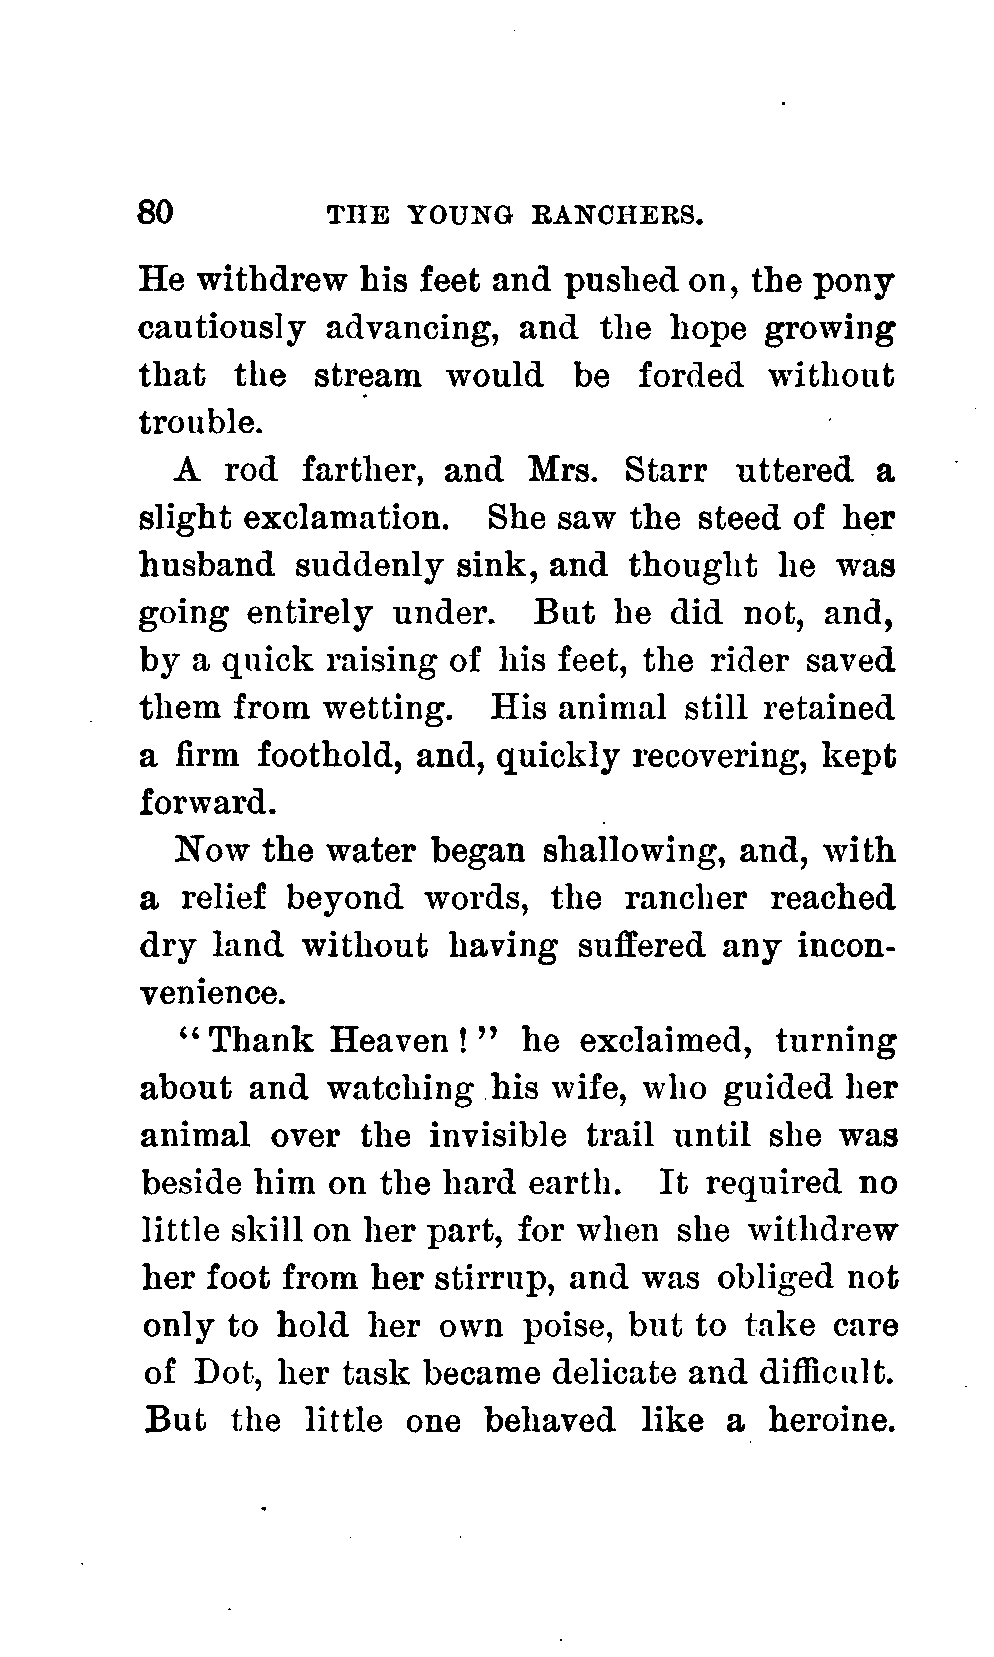 80 THE YOUNG RANCHERS.
He withdrew his feet and pushed on, the pony
cautiously advancing, and the hope growing
that the stream would be forded without
trouble.
A rod farther, and Mrs. Starr uttered a
slight exclamation. She saw the steed of her
husband suddenly sink, and thought he was
going entirely under. But he did not, and,
by a quick raising of his feet, the rider saved
them from wetting. His animal still retained
a firm foothold, and, quickly recovering, kept
forward.
Now the water began shallowing, and, with
a relief beyond words, the rancher reached
dry land without having suffered any incon-
venience.
“Thank Heaven!” he exclaimed, turning
about and watching his wife, who guided her
animal over the invisible trail until she was
beside him on the hard earth. It required no
little skill on her part, for when she withdrew
her foot from her stirrup, and was obliged not
only to hold her own poise, but to take care
of Dot, her task became delicate and difficult.
But the little one behaved like a heroine.